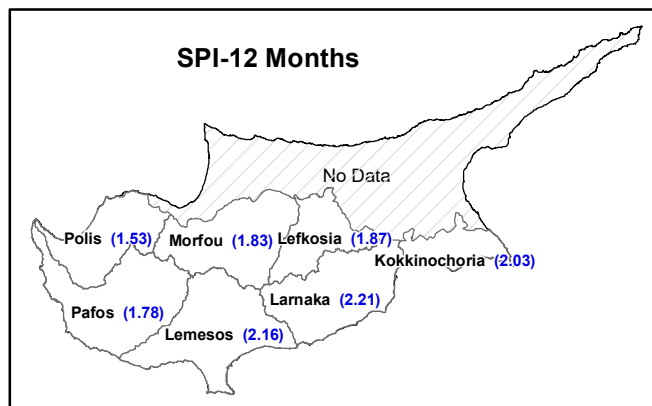 SPI-12 Months
No Data
Polis (1.53)
Morfou (1.83)
Lefkosia (1.87)
Kokkinochoria (2.03)
Pafos (1.78)
Larnaka (2.21)
Lemesos (2.16)